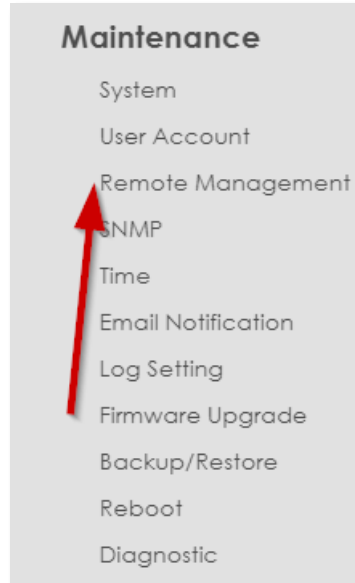 Maintenance
System
User Account
Remote Management
SNMP
Time
Email Notification
Log Setting
Firmware Upgrade
Backup/Restore
Reboot
Diagnostic